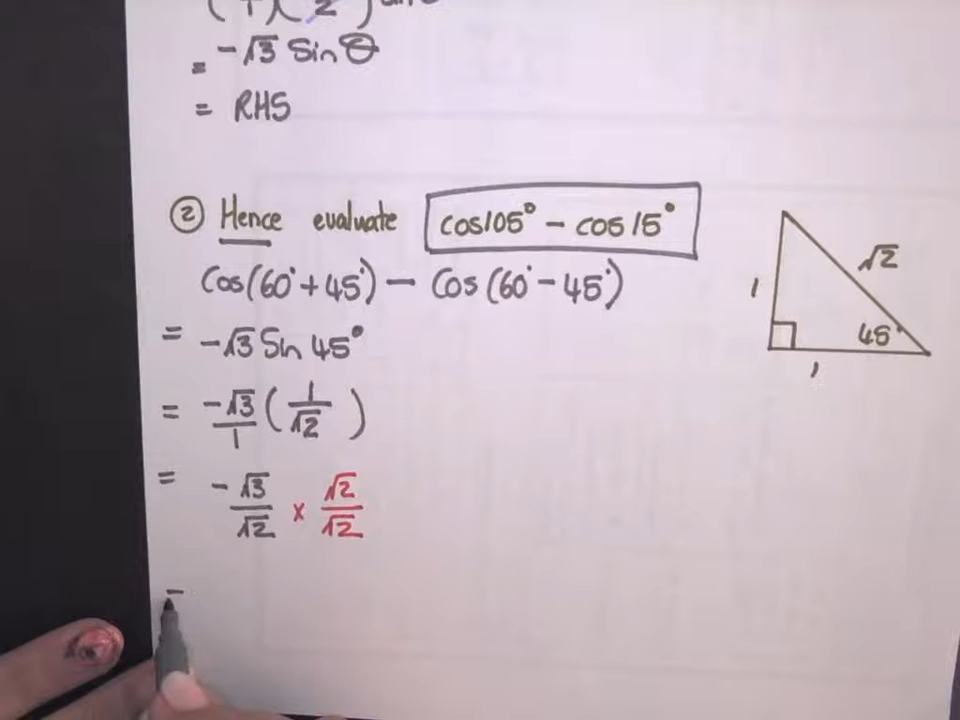 = -√3 Sin θ
= RHS
② Hence evaluate cos105° - cos15°
Cos(60°+45°) - Cos(60°-45°)
= -√3 Sin 45°
= -√3/1 (1/√2)
= -√3/√2 × √2/√2
√2
1
45°
1